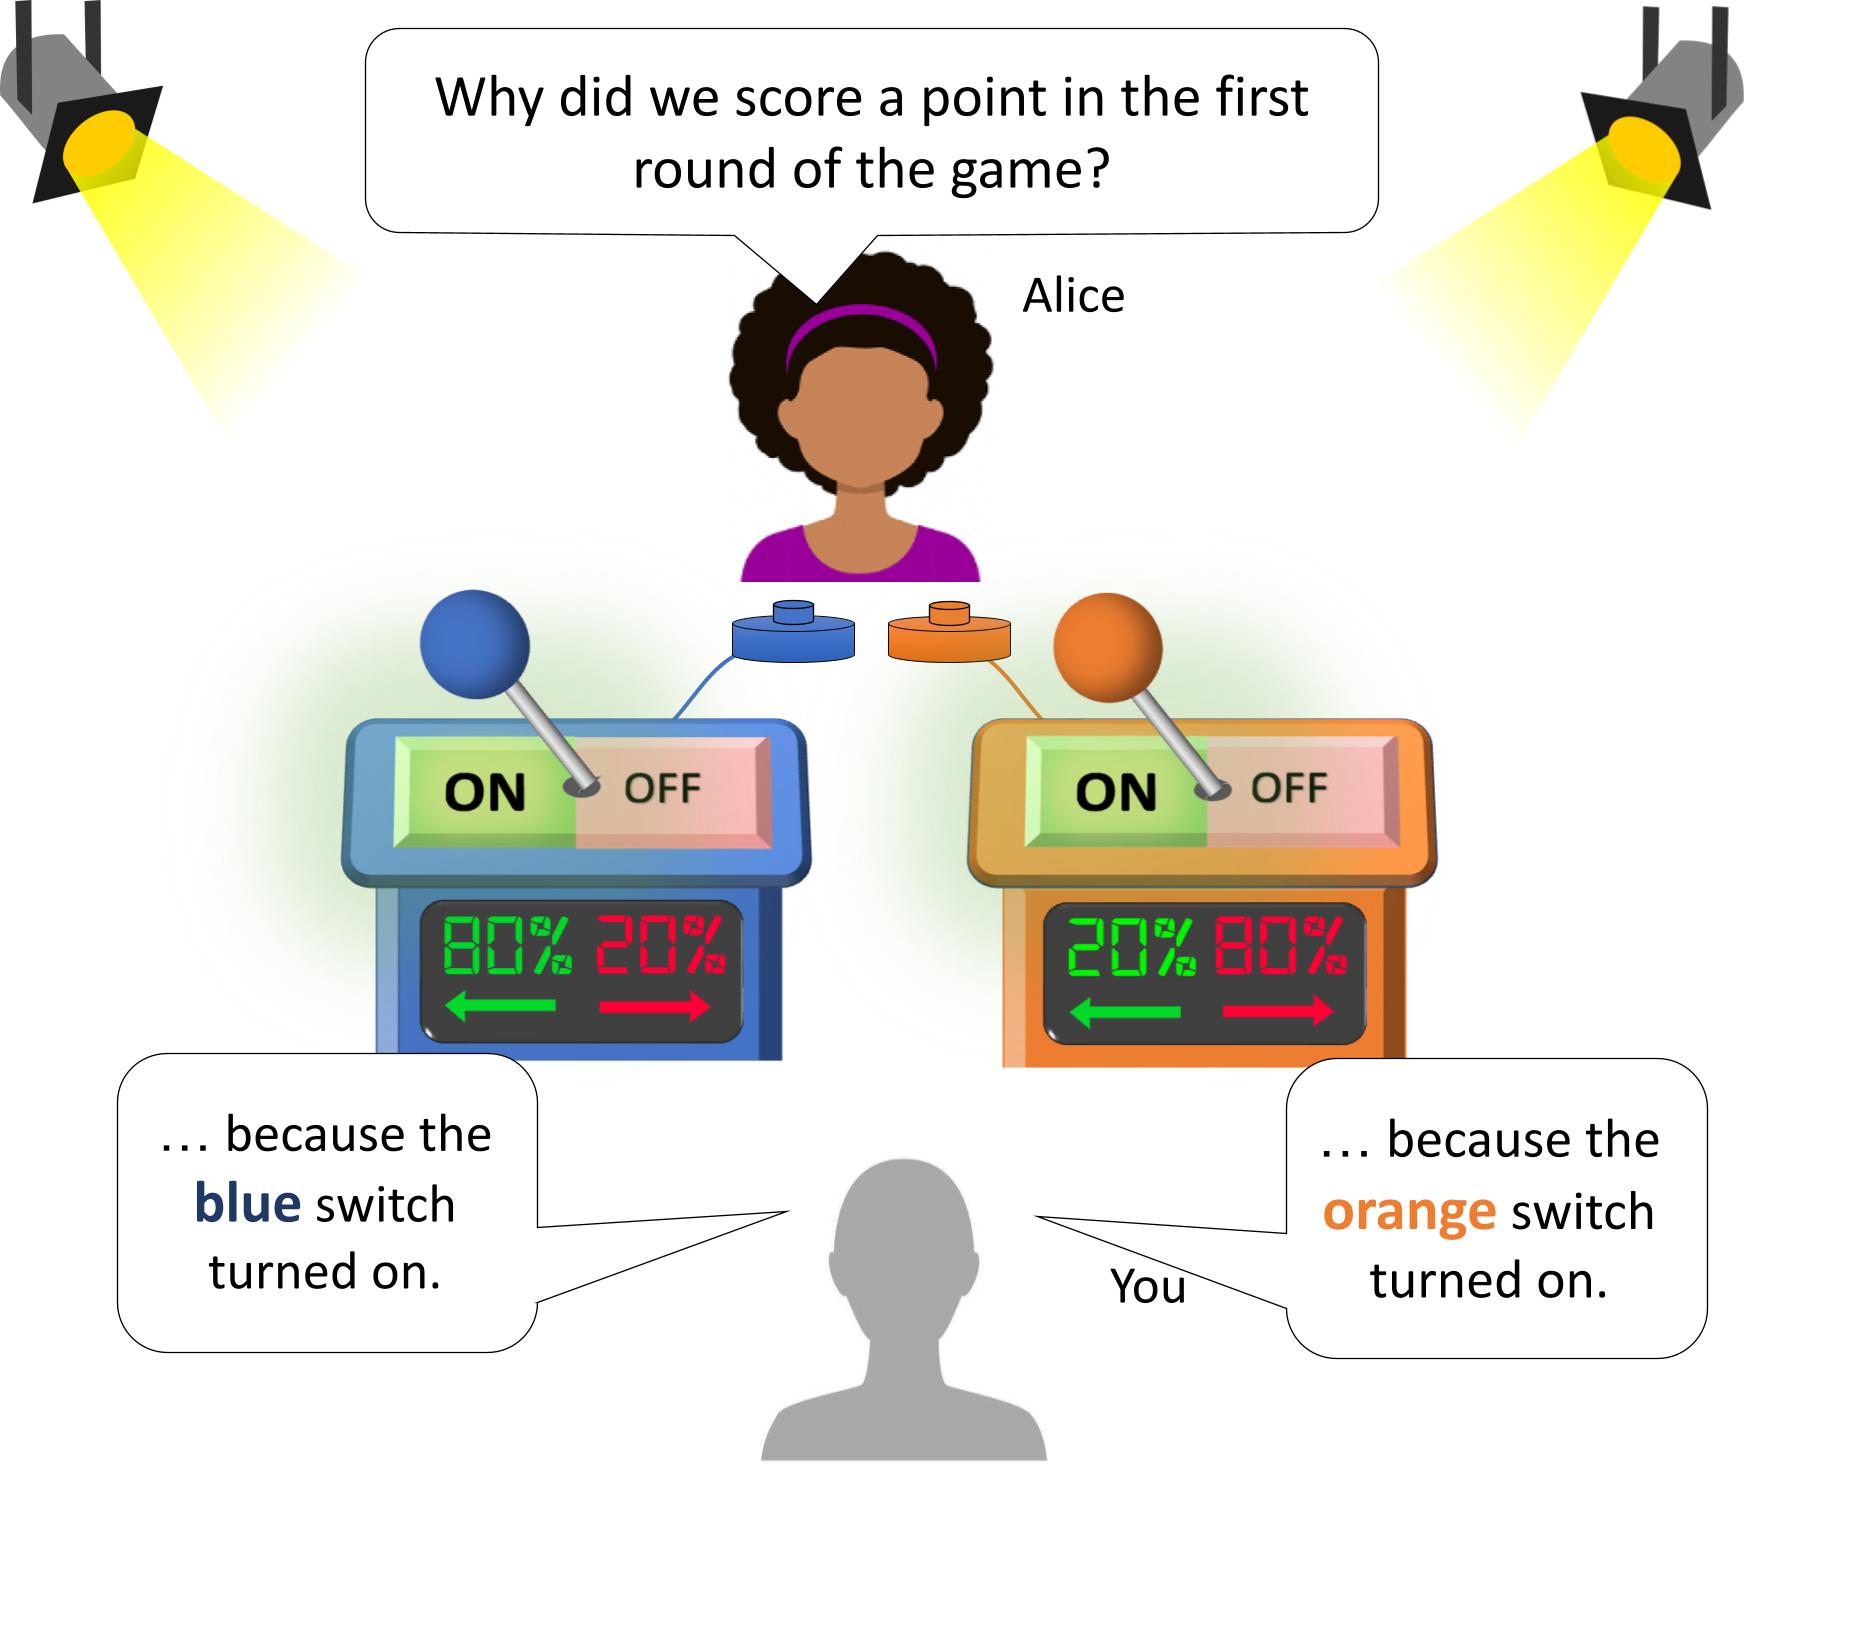 Why did we score a point in the first
round of the game?
Alice
ON OFF
ON OFF
80% 20%
20% 80%
… because the
blue switch
turned on.
… because the
orange switch
turned on.
You